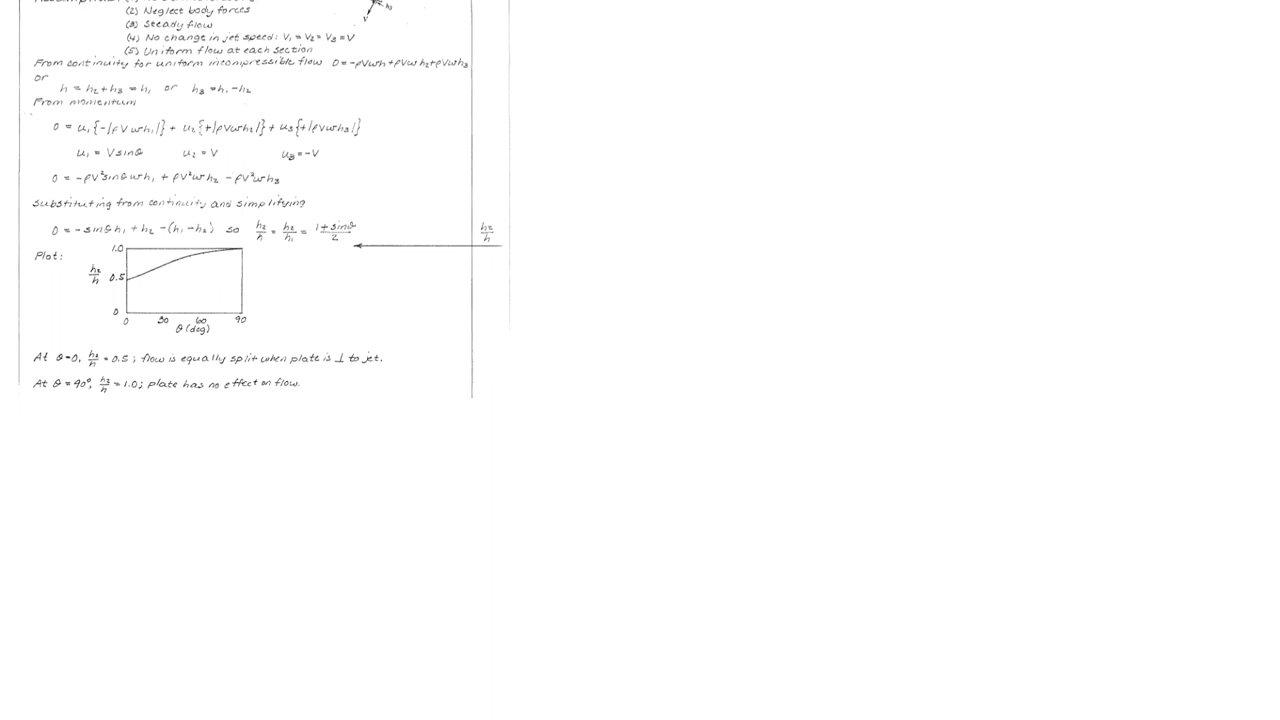 h₃
(2) Neglect body forces
V
(3) Steady flow
(4) No change in jet speed: V₁ = V₂ = V₃ = V
(5) Uniform flow at each section
From continuity for uniform incompressible flow 0 = -ρVwh + ρVwh₂ + ρVwh₃
or
h = h₂ + h₃ = h₁ or h₃ = h₁ - h₂
From momentum
0 = u₁{-|ρVwh₁|} + u₂{+|ρVwh₂|} + u₃{+|ρVwh₃|}
u₁ = V sinθ u₂ = V u₃ = -V
0 = -ρV² sinθ wh₁ + ρV²wh₂ - ρV²wh₃
Substituting from continuity and simplifying
0 = -sinθ h₁ + h₂ - (h₁ - h₂) so h₂/h = h₂/h₁ = (1 + sinθ)/2
h₂/h
Plot:
1.0
h₂/h 0.5
0
0 30 60 90
θ (deg)
At θ = 0, h₂/h = 0.5; flow is equally split when plate is ⊥ to jet.
At θ = 90°, h₂/h = 1.0; plate has no effect on flow.